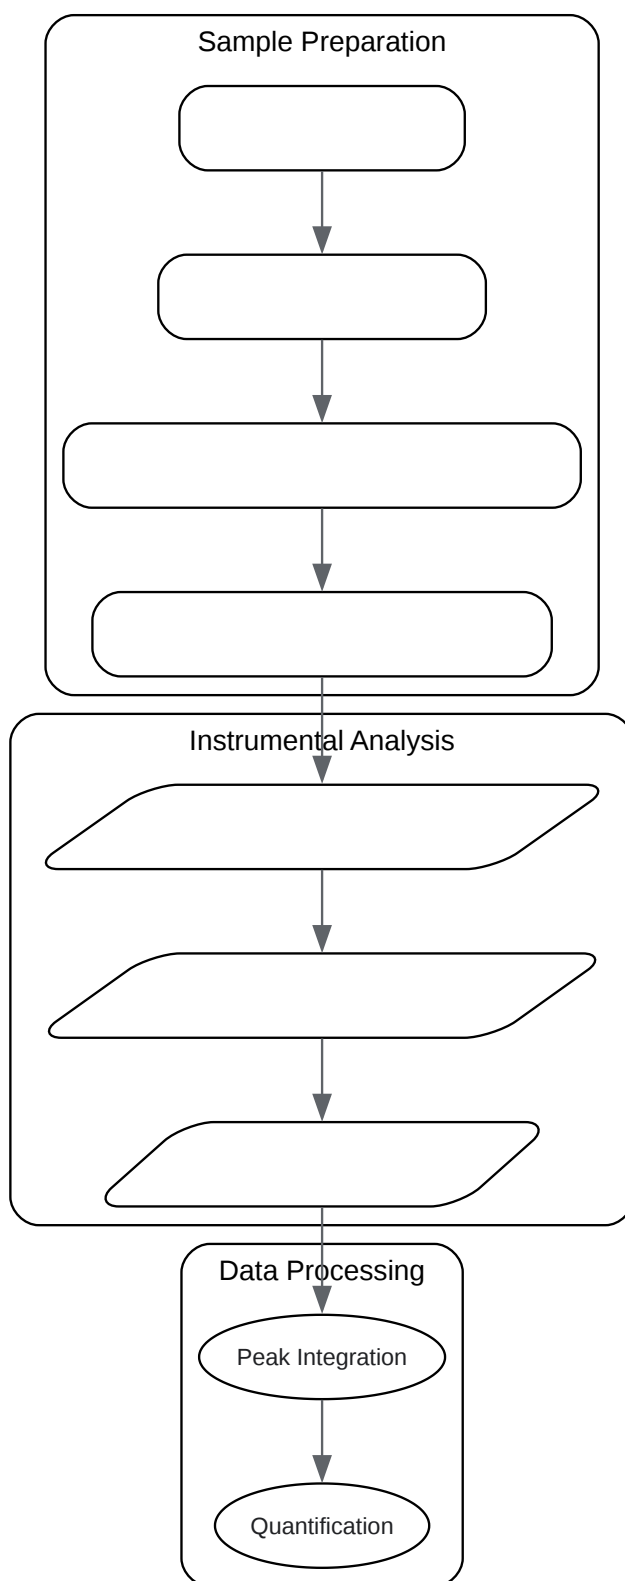 Sample Preparation
Instrumental Analysis
Data Processing
Peak Integration
Quantification